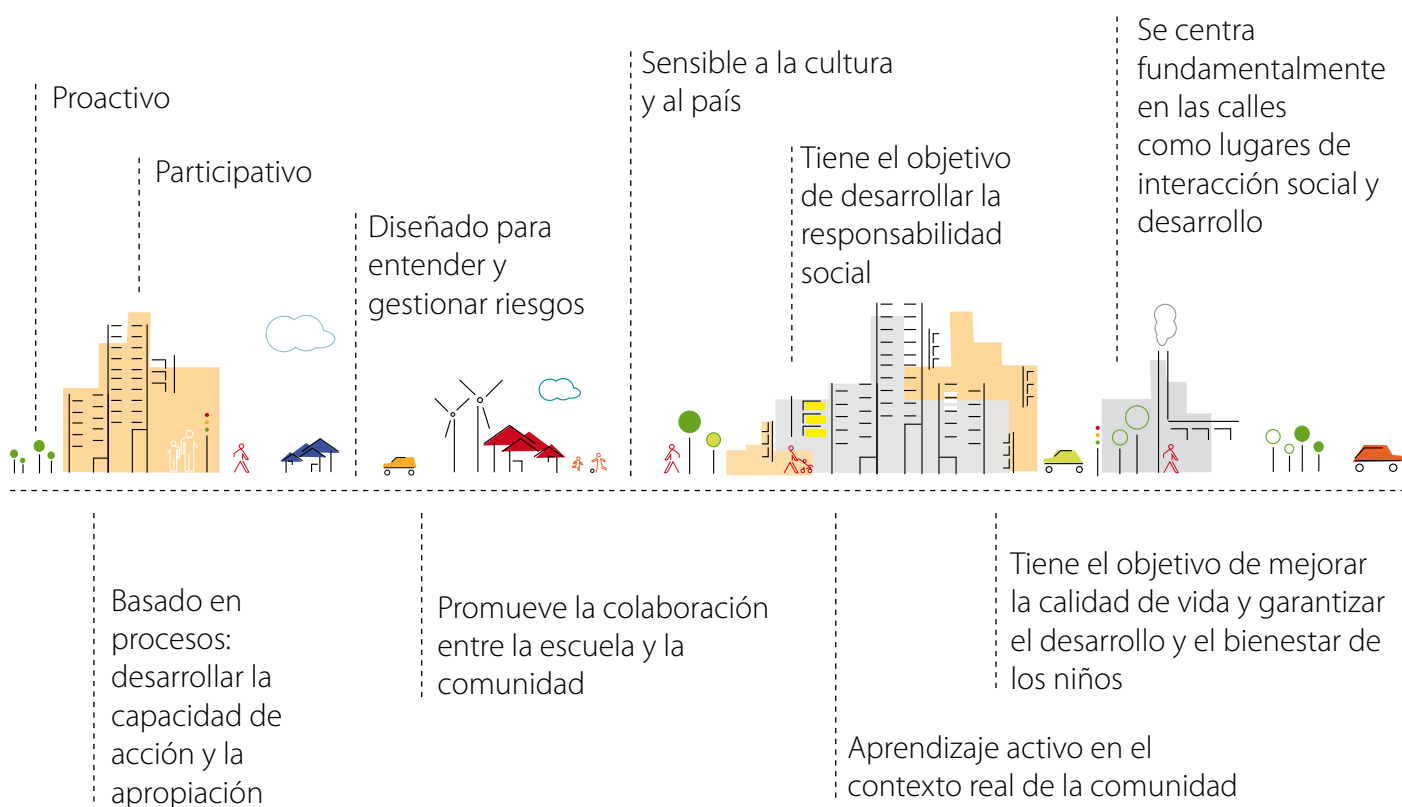 Proactivo
Participativo
Diseñado para
entender y
gestionar riesgos
Sensible a la cultura
y al país
Tiene el objetivo
de desarrollar la
responsabilidad
social
Se centra
fundamentalmente
en las calles
como lugares de
interacción social y
desarrollo
Basado en
procesos:
desarrollar la
capacidad de
acción y la
apropiación
Promueve la colaboración
entre la escuela y la
comunidad
Aprendizaje activo en el
contexto real de la comunidad
Tiene el objetivo de mejorar
la calidad de vida y garantizar
el desarrollo y el bienestar de
los niños